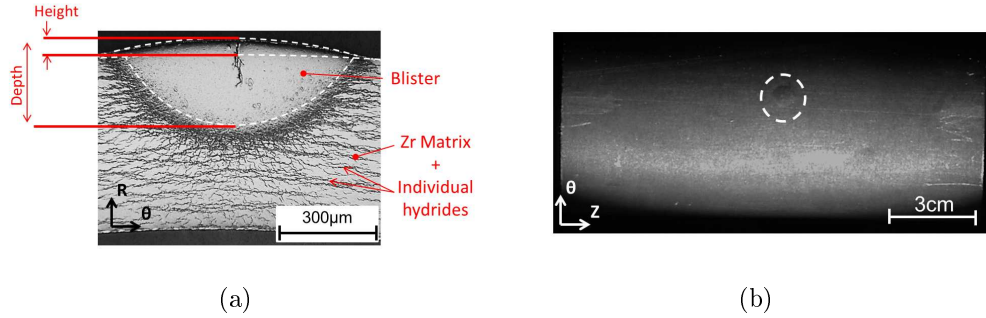 Height
Depth
Blister
Zr Matrix
+
Individual
hydrides
R
θ
300µm
(a)
θ
Z
3cm
(b)